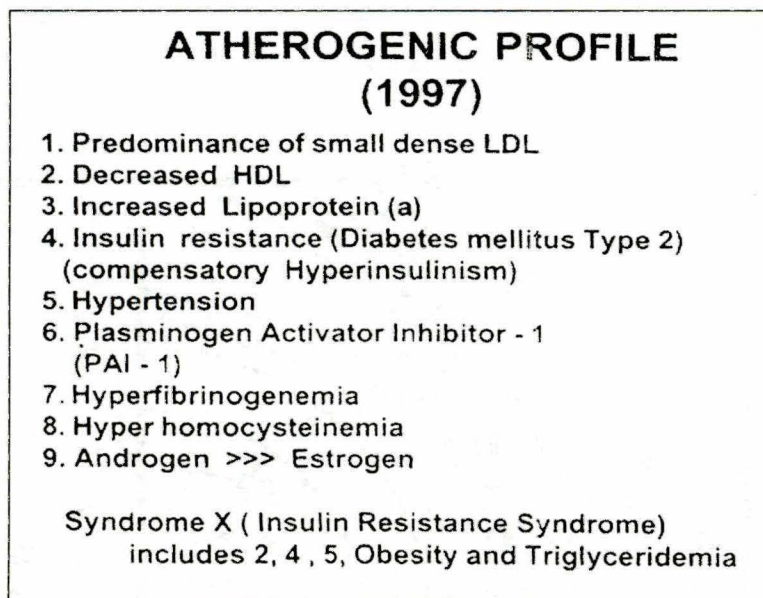 ATHEROGENIC PROFILE
(1997)
1. Predominance of small dense LDL
2. Decreased HDL
3. Increased Lipoprotein (a)
4. Insulin resistance (Diabetes mellitus Type 2)
(compensatory Hyperinsulinism)
5. Hypertension
6. Plasminogen Activator Inhibitor - 1
(PAI - 1)
7. Hyperfibrinogenemia
8. Hyper homocysteinemia
9. Androgen >>> Estrogen
Syndrome X ( Insulin Resistance Syndrome)
includes 2, 4 , 5, Obesity and Triglyceridemia